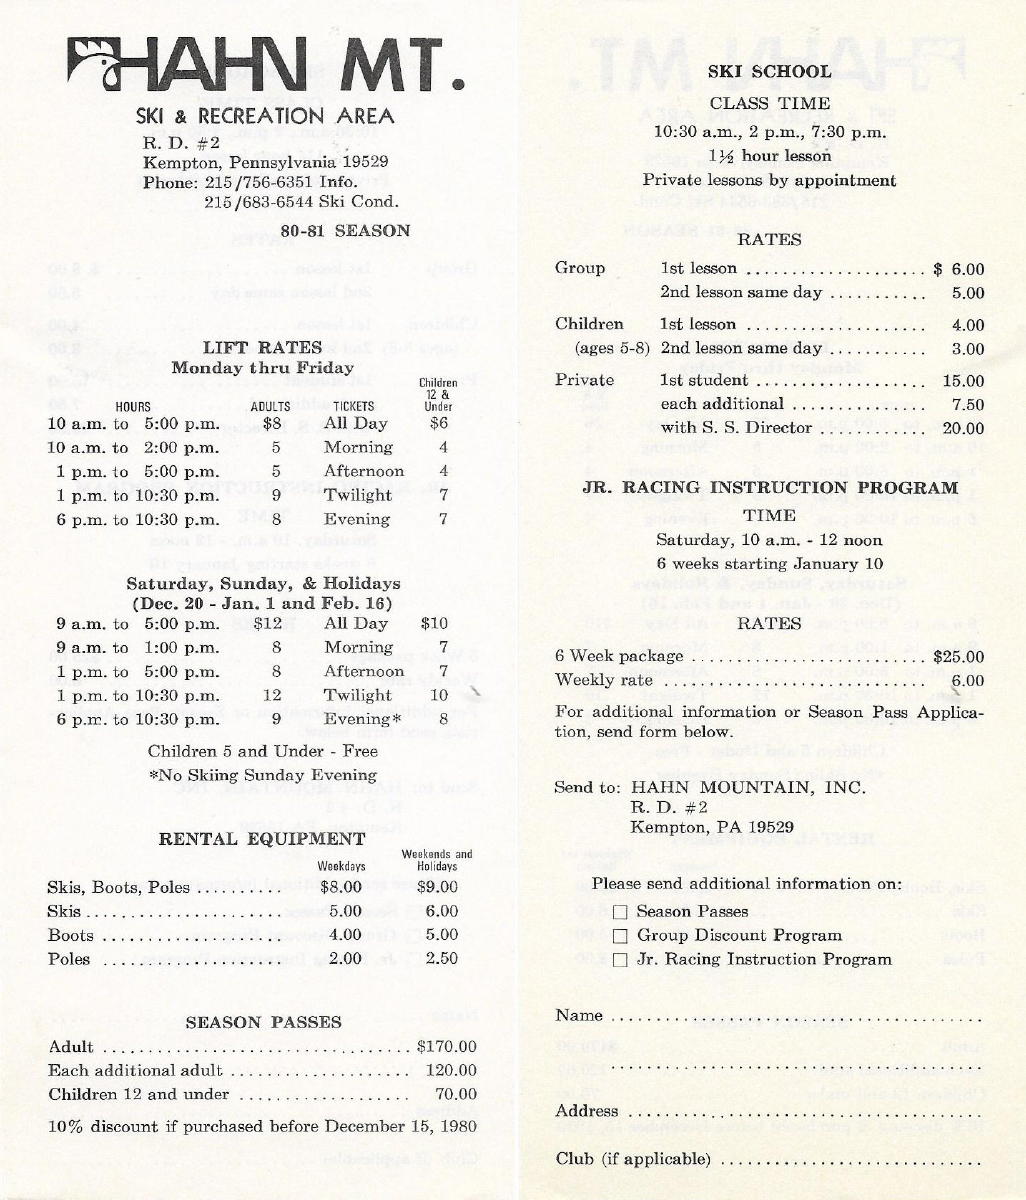 HAHN MT.
SKI & RECREATION AREA
R. D. #2
Kempton, Pennsylvania 19529
Phone: 215/756-6351 Info.
215/683-6544 Ski Cond.
80-81 SEASON
LIFT RATES
Monday thru Friday
HOURS ADULTS TICKETS Children 12 & Under
10 a.m. to 5:00 p.m. $8 All Day $6
10 a.m. to 2:00 p.m. 5 Morning 4
1 p.m. to 5:00 p.m. 5 Afternoon 4
1 p.m. to 10:30 p.m. 9 Twilight 7
6 p.m. to 10:30 p.m. 8 Evening 7
Saturday, Sunday, & Holidays
(Dec. 20 - Jan. 1 and Feb. 16)
9 a.m. to 5:00 p.m. $12 All Day $10
9 a.m. to 1:00 p.m. 8 Morning 7
1 p.m. to 5:00 p.m. 8 Afternoon 7
1 p.m. to 10:30 p.m. 12 Twilight 10
6 p.m. to 10:30 p.m. 9 Evening* 8
Children 5 and Under - Free
*No Skiing Sunday Evening
RENTAL EQUIPMENT
Weekdays Weekends and Holidays
Skis, Boots, Poles .......... $8.00 $9.00
Skis ...................... 5.00 6.00
Boots .................... 4.00 5.00
Poles .................... 2.00 2.50
SEASON PASSES
Adult .................................. $170.00
Each additional adult .................... 120.00
Children 12 and under ................... 70.00
10% discount if purchased before December 15, 1980
SKI SCHOOL
CLASS TIME
10:30 a.m., 2 p.m., 7:30 p.m.
1½ hour lesson
Private lessons by appointment
RATES
Group 1st lesson .................... $ 6.00
2nd lesson same day ........... 5.00
Children 1st lesson .................... 4.00
(ages 5-8) 2nd lesson same day ........... 3.00
Private 1st student ................... 15.00
each additional ............... 7.50
with S. S. Director ............ 20.00
JR. RACING INSTRUCTION PROGRAM
TIME
Saturday, 10 a.m. - 12 noon
6 weeks starting January 10
RATES
6 Week package .......................... $25.00
Weekly rate .............................. 6.00
For additional information or Season Pass Applica-
tion, send form below.
Send to: HAHN MOUNTAIN, INC.
R. D. #2
Kempton, PA 19529
Please send additional information on:
☐ Season Passes
☐ Group Discount Program
☐ Jr. Racing Instruction Program
Name .........................................
.........................................
Address .......................................
Club (if applicable) .............................